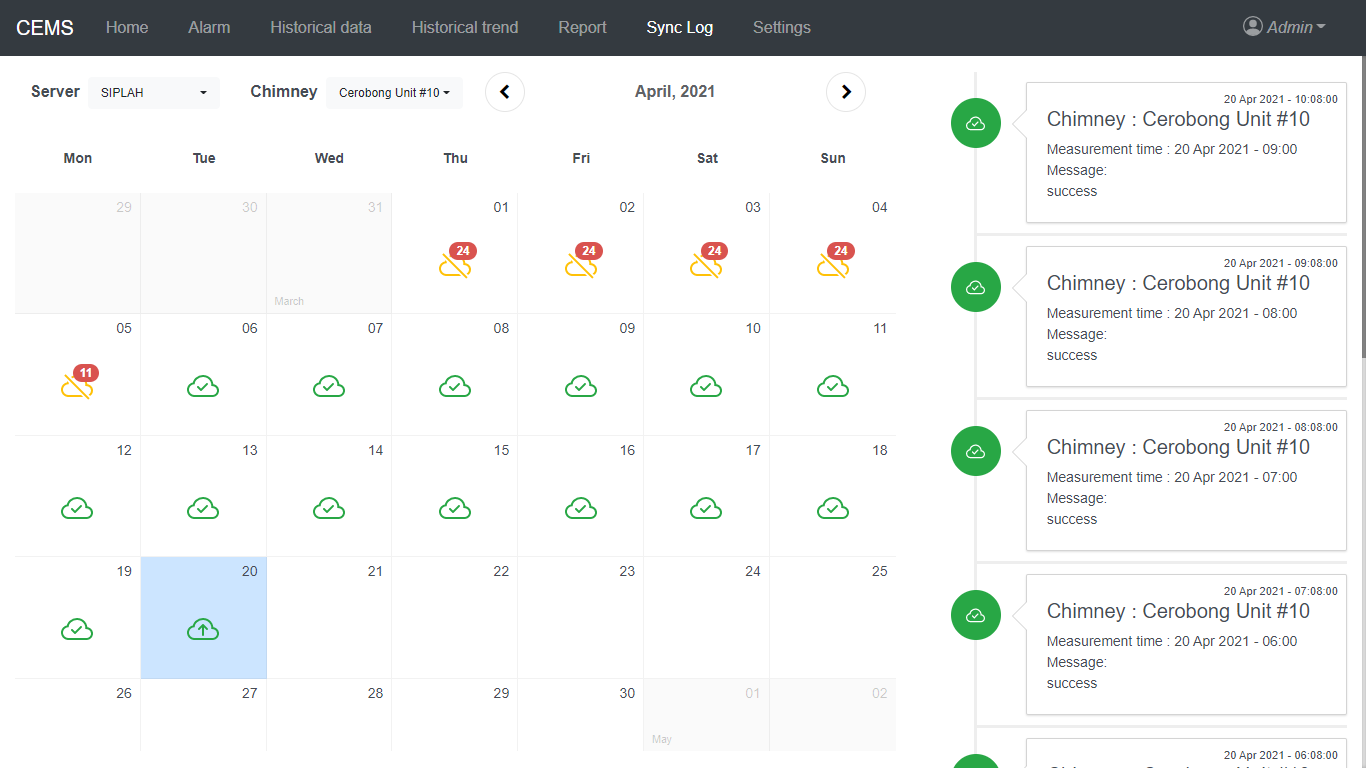 CEMS Home Alarm Historical data Historical trend Report Sync Log Settings Admin
Server SIPLAH Chimney Cerobong Unit #10 April, 2021
Mon Tue Wed Thu Fri Sat Sun
29 30 31 01 02 03 04
24 24 24 24
March
05 06 07 08 09 10 11
11
12 13 14 15 16 17 18
19 20 21 22 23 24 25
26 27 28 29 30 01 02
May
20 Apr 2021 - 10:08:00
Chimney : Cerobong Unit #10
Measurement time : 20 Apr 2021 - 09:00
Message:
success
20 Apr 2021 - 09:08:00
Chimney : Cerobong Unit #10
Measurement time : 20 Apr 2021 - 08:00
Message:
success
20 Apr 2021 - 08:08:00
Chimney : Cerobong Unit #10
Measurement time : 20 Apr 2021 - 07:00
Message:
success
20 Apr 2021 - 07:08:00
Chimney : Cerobong Unit #10
Measurement time : 20 Apr 2021 - 06:00
Message:
success
20 Apr 2021 - 06:08:00